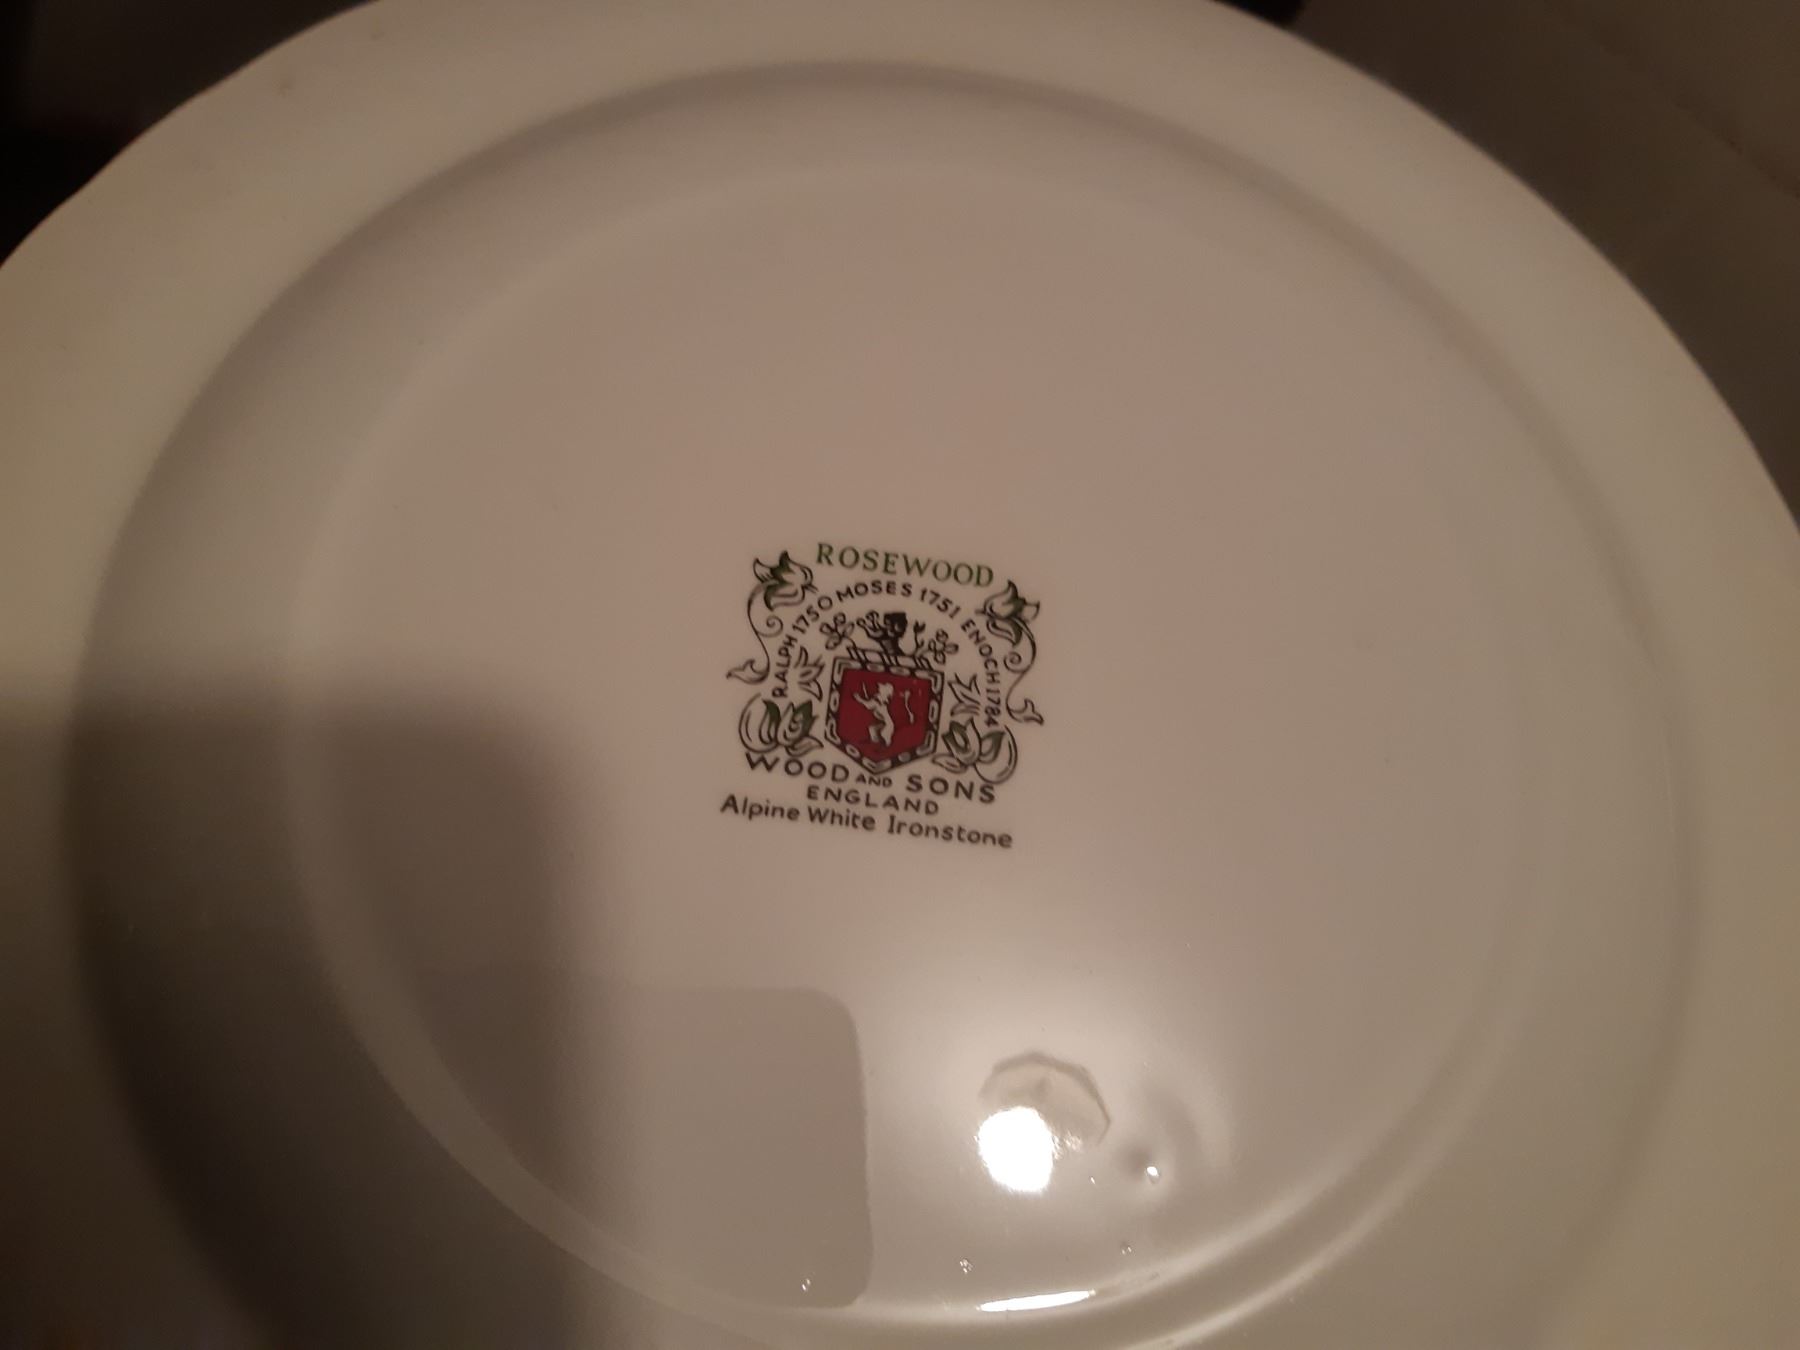 ROSEWOOD
RALPH 1750 MOSES 1751 ENOCH 1784
WOOD AND SONS
ENGLAND
Alpine White Ironstone